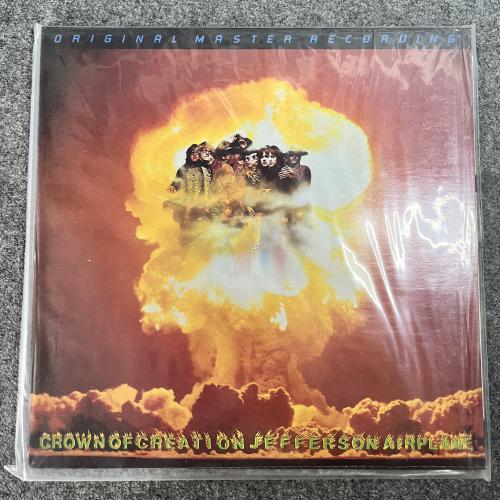 ORIGINAL MASTER RECORDING
CROWN OF CREATION JEFFERSON AIRPLANE